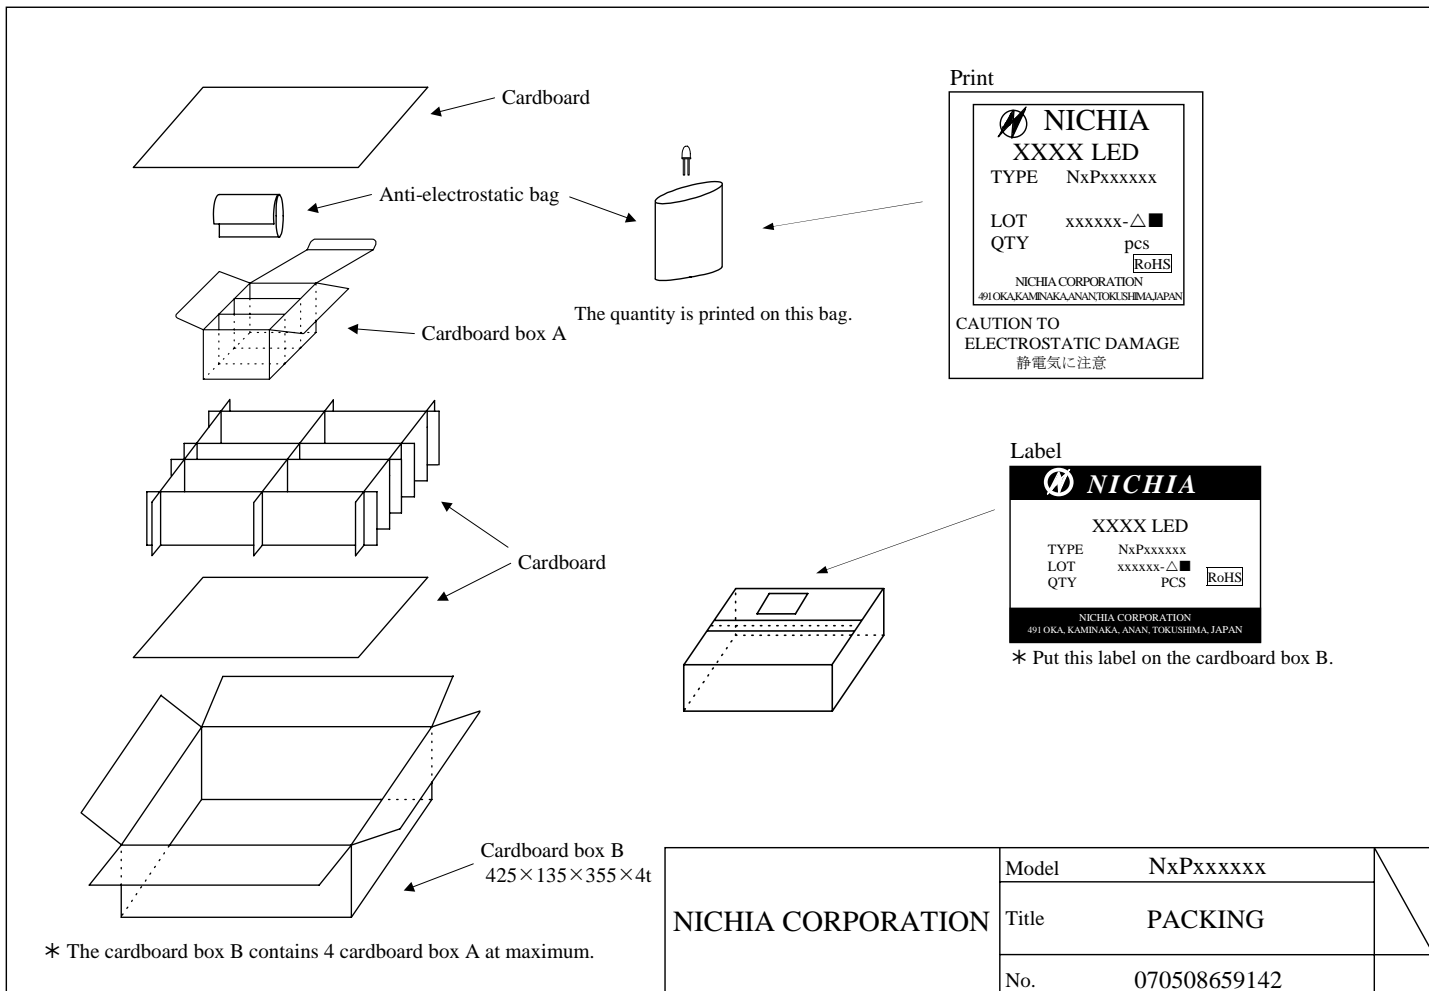 Cardboard
Anti-electrostatic bag
Cardboard box A
The quantity is printed on this bag.
Cardboard
Cardboard box B
425×135×355×4t
＊ The cardboard box B contains 4 cardboard box A at maximum.
Print
NICHIA
XXXX LED
TYPE NxPxxxxxx
LOT xxxxxx-△■
QTY pcs
RoHS
NICHIA CORPORATION
491 OKA,KAMINAKA,ANAN,TOKUSHIMA,JAPAN
CAUTION TO
ELECTROSTATIC DAMAGE
静電気に注意
Label
NICHIA
XXXX LED
TYPE NxPxxxxxx
LOT xxxxxx-△■
QTY PCS
RoHS
NICHIA CORPORATION
491 OKA, KAMINAKA, ANAN, TOKUSHIMA, JAPAN
＊ Put this label on the cardboard box B.
NICHIA CORPORATION
Model NxPxxxxxx
Title PACKING
No. 070508659142